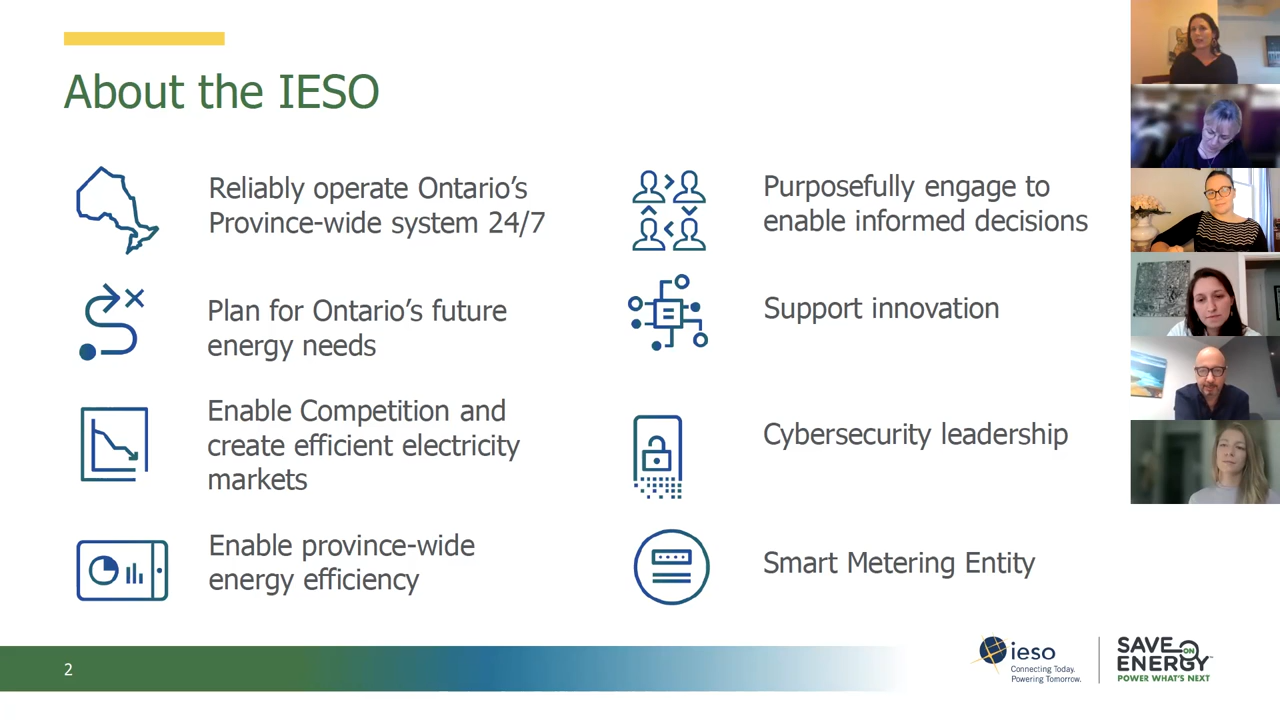 About the IESO
Reliably operate Ontario’s
Province-wide system 24/7
Plan for Ontario’s future
energy needs
Enable Competition and
create efficient electricity
markets
Enable province-wide
energy efficiency
Purposefully engage to
enable informed decisions
Support innovation
Cybersecurity leadership
Smart Metering Entity
2
ieso
Connecting Today.
Powering Tomorrow.
SAVE
ON
ENERGY
POWER WHAT'S NEXT